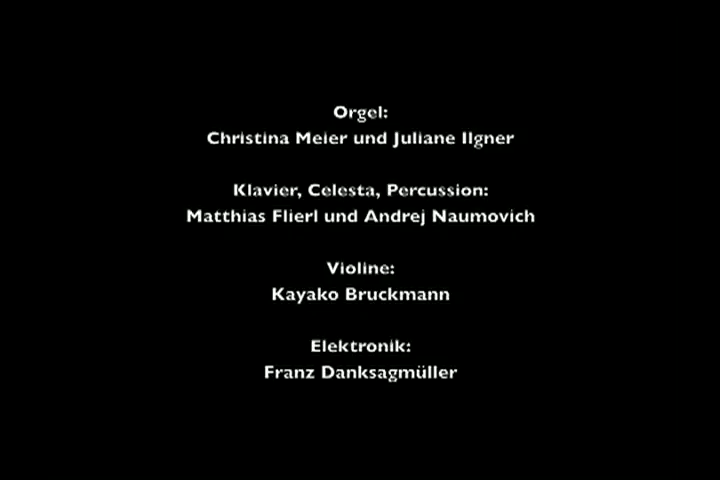 Orgel:
Christina Meier und Juliane Ilgner
Klavier, Celesta, Percussion:
Matthias Flierl und Andrej Naumovich
Violine:
Kayako Bruckmann
Elektronik:
Franz Danksagmüller